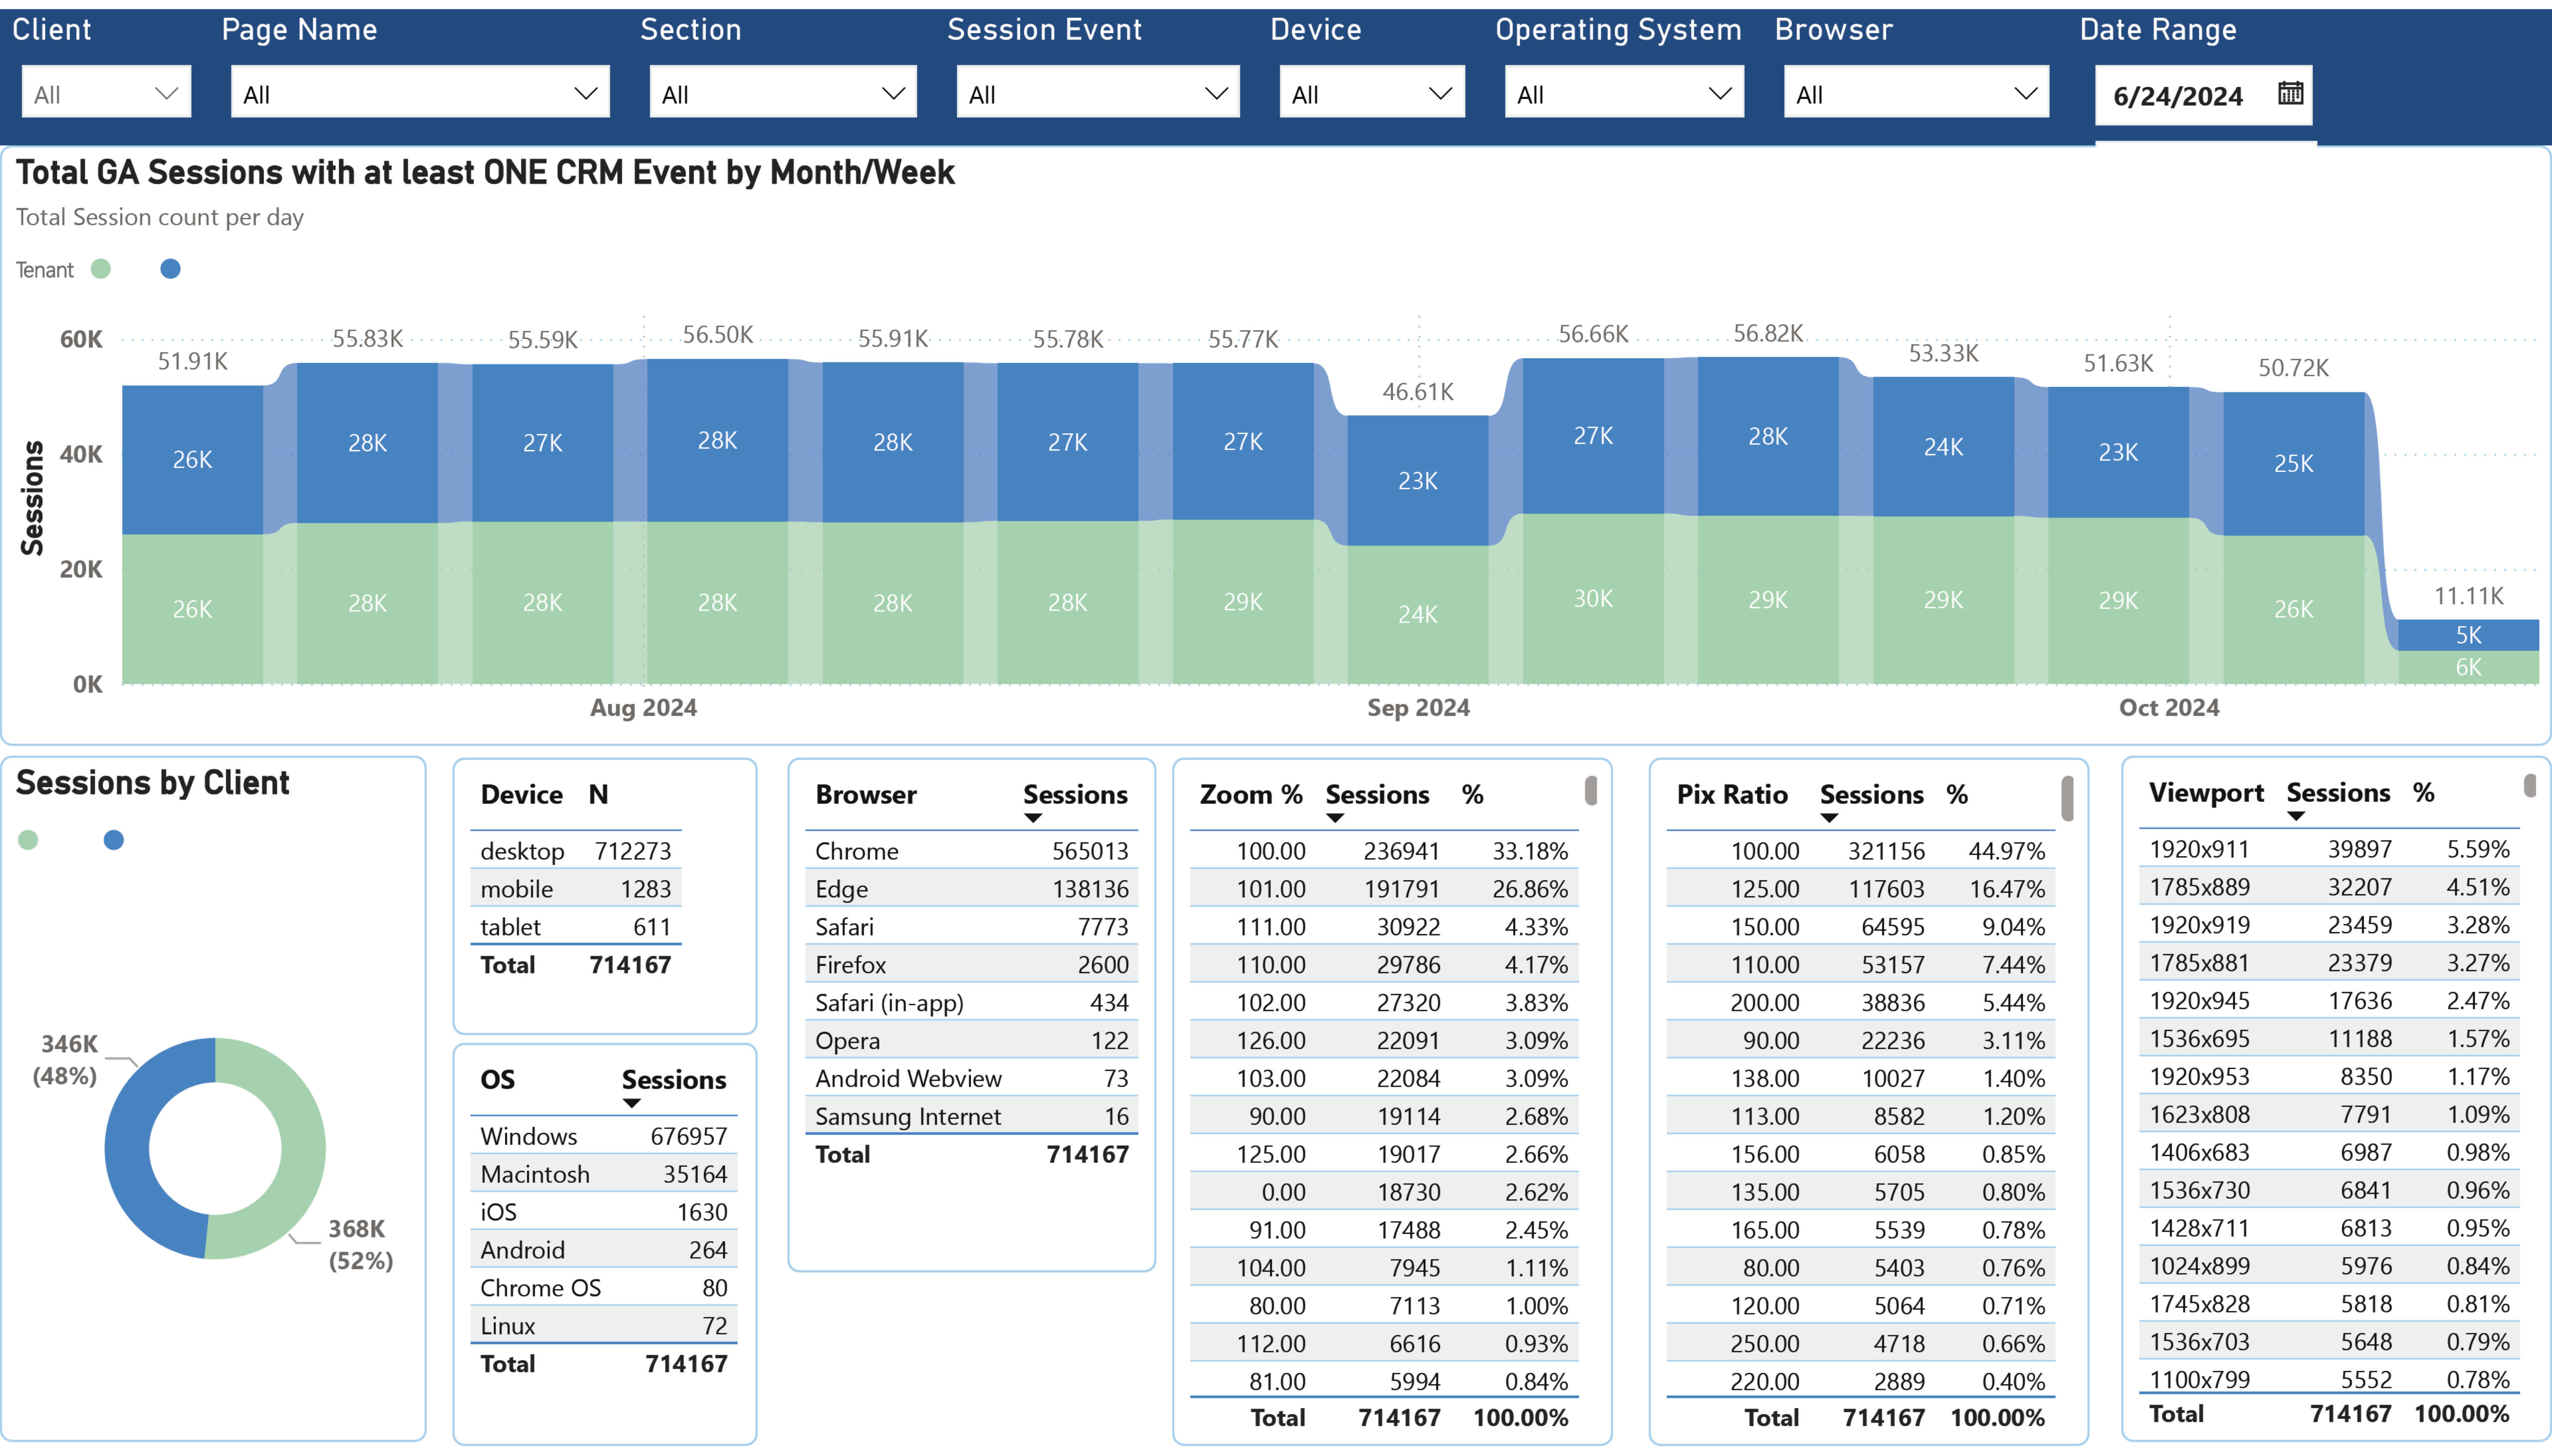 Client Page Name Section Session Event Device Operating System Browser Date Range
All All All All All All All 6/24/2024
Total GA Sessions with at least ONE CRM Event by Month/Week
Total Session count per day
Tenant
Sessions
60K
40K
20K
0K
51.91K 55.83K 55.59K 56.50K 55.91K 55.78K 55.77K 46.61K 56.66K 56.82K 53.33K 51.63K 50.72K 11.11K
26K 28K 27K 28K 28K 27K 27K 23K 27K 28K 24K 23K 25K 5K
26K 28K 28K 28K 28K 28K 29K 24K 30K 29K 29K 29K 26K 6K
Aug 2024 Sep 2024 Oct 2024
Sessions by Client
346K
(48%)
368K
(52%)
Device N
desktop 712273
mobile 1283
tablet 611
Total 714167
OS Sessions
Windows 676957
Macintosh 35164
iOS 1630
Android 264
Chrome OS 80
Linux 72
Total 714167
Browser Sessions
Chrome 565013
Edge 138136
Safari 7773
Firefox 2600
Safari (in-app) 434
Opera 122
Android Webview 73
Samsung Internet 16
Total 714167
Zoom % Sessions %
100.00 236941 33.18%
101.00 191791 26.86%
111.00 30922 4.33%
110.00 29786 4.17%
102.00 27320 3.83%
126.00 22091 3.09%
103.00 22084 3.09%
90.00 19114 2.68%
125.00 19017 2.66%
0.00 18730 2.62%
91.00 17488 2.45%
104.00 7945 1.11%
80.00 7113 1.00%
112.00 6616 0.93%
81.00 5994 0.84%
Total 714167 100.00%
Pix Ratio Sessions %
100.00 321156 44.97%
125.00 117603 16.47%
150.00 64595 9.04%
110.00 53157 7.44%
200.00 38836 5.44%
90.00 22236 3.11%
138.00 10027 1.40%
113.00 8582 1.20%
156.00 6058 0.85%
135.00 5705 0.80%
165.00 5539 0.78%
80.00 5403 0.76%
120.00 5064 0.71%
250.00 4718 0.66%
220.00 2889 0.40%
Total 714167 100.00%
Viewport Sessions %
1920x911 39897 5.59%
1785x889 32207 4.51%
1920x919 23459 3.28%
1785x881 23379 3.27%
1920x945 17636 2.47%
1536x695 11188 1.57%
1920x953 8350 1.17%
1623x808 7791 1.09%
1406x683 6987 0.98%
1536x730 6841 0.96%
1428x711 6813 0.95%
1024x899 5976 0.84%
1745x828 5818 0.81%
1536x703 5648 0.79%
1100x799 5552 0.78%
Total 714167 100.00%